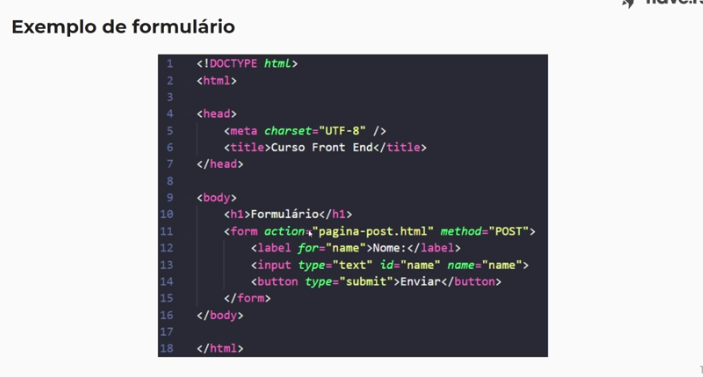 Exemplo de formulário
1 <!DOCTYPE html>
2 <html>
3
4 <head>
5 <meta charset="UTF-8" />
6 <title>Curso Front End</title>
7 </head>
8
9 <body>
10 <h1>Formulário</h1>
11 <form action="pagina-post.html" method="POST">
12 <label for="name">Nome:</label>
13 <input type="text" id="name" name="name">
14 <button type="submit">Enviar</button>
15 </form>
16 </body>
17
18 </html>